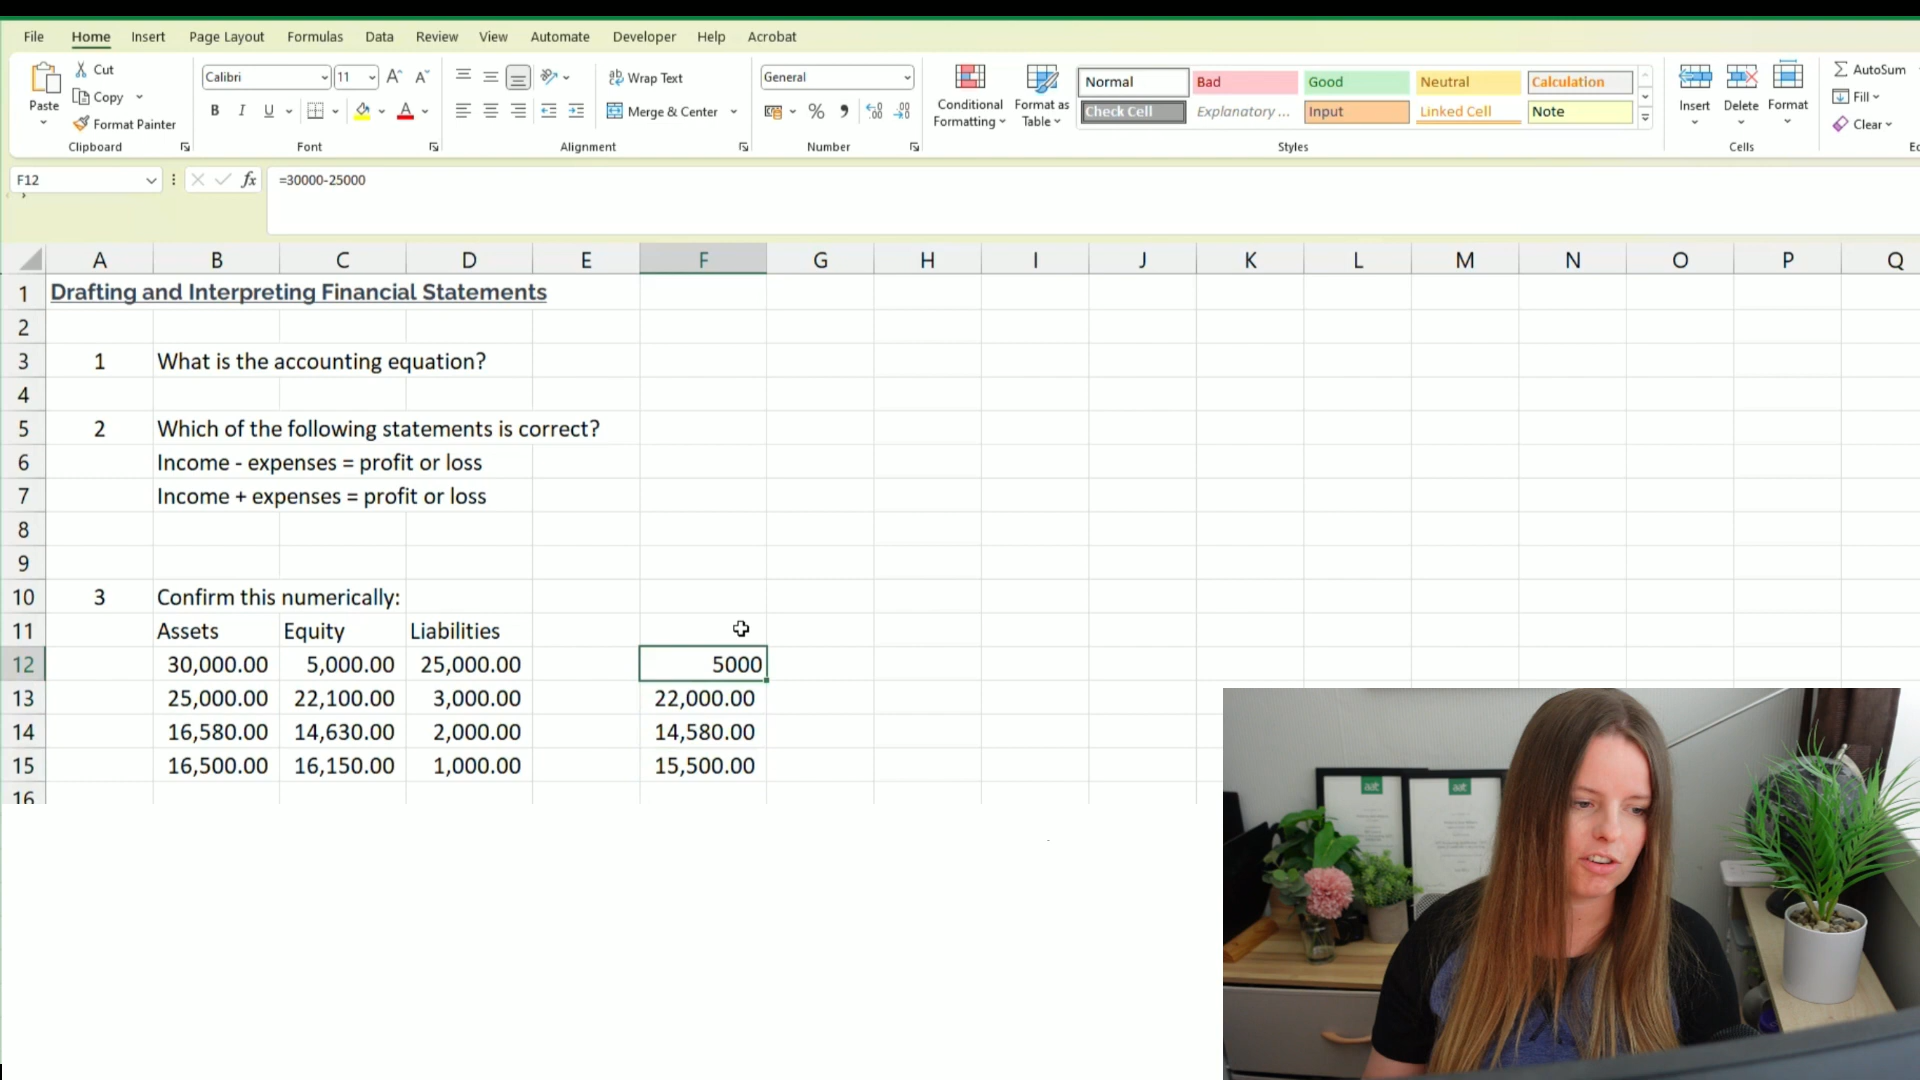 File Home Insert Page Layout Formulas Data Review View Automate Developer Help Acrobat
Paste Cut Copy Format Painter Clipboard
Calibri 11 Font
Wrap Text Merge & Center Alignment
General Number
Conditional Formatting Format as Table
Normal Bad Good Neutral Calculation
Check Cell Explanatory ... Input Linked Cell Note
Styles
Insert Delete Format Cells
AutoSum Fill Clear
F12 fx =30000-25000
A B C D E F G H I J K L M N O P Q
1 Drafting and Interpreting Financial Statements
2
3 1 What is the accounting equation?
4
5 2 Which of the following statements is correct?
6 Income - expenses = profit or loss
7 Income + expenses = profit or loss
8
9
10 3 Confirm this numerically:
11 Assets Equity Liabilities
12 30,000.00 5,000.00 25,000.00 5000
13 25,000.00 22,100.00 3,000.00 22,000.00
14 16,580.00 14,630.00 2,000.00 14,580.00
15 16,500.00 16,150.00 1,000.00 15,500.00
16
aat aat